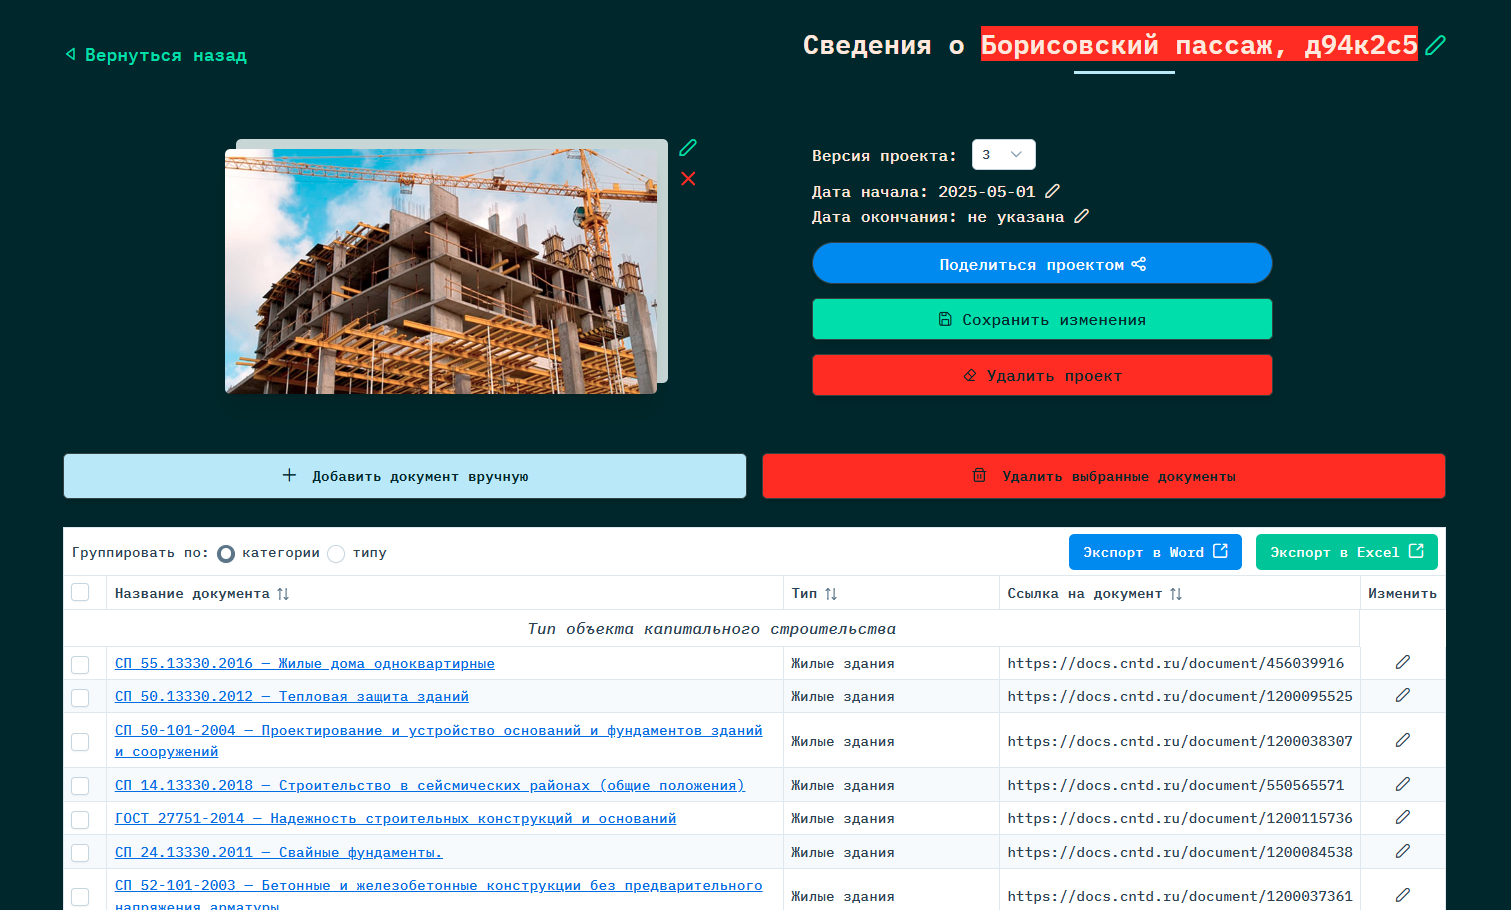 Вернуться назад
Сведения о Борисовский пассаж, д94к2с5
Версия проекта: 3
Дата начала: 2025-05-01
Дата окончания: не указана
Поделиться проектом
Сохранить изменения
Удалить проект
Добавить документ вручную
Удалить выбранные документы
Группировать по: категории типу
Экспорт в Word
Экспорт в Excel
Название документа Тип Ссылка на документ Изменить
Тип объекта капитального строительства
СП 55.13330.2016 — Жилые дома одноквартирные Жилые здания https://docs.cntd.ru/document/456039916
СП 50.13330.2012 — Тепловая защита зданий Жилые здания https://docs.cntd.ru/document/1200095525
СП 50-101-2004 — Проектирование и устройство оснований и фундаментов зданий
и сооружений Жилые здания https://docs.cntd.ru/document/1200038307
СП 14.13330.2018 — Строительство в сейсмических районах (общие положения) Жилые здания https://docs.cntd.ru/document/550565571
ГОСТ 27751-2014 — Надежность строительных конструкций и оснований Жилые здания https://docs.cntd.ru/document/1200115736
СП 24.13330.2011 — Свайные фундаменты. Жилые здания https://docs.cntd.ru/document/1200084538
СП 52-101-2003 — Бетонные и железобетонные конструкции без предварительного
напряжения арматуры Жилые здания https://docs.cntd.ru/document/1200037361